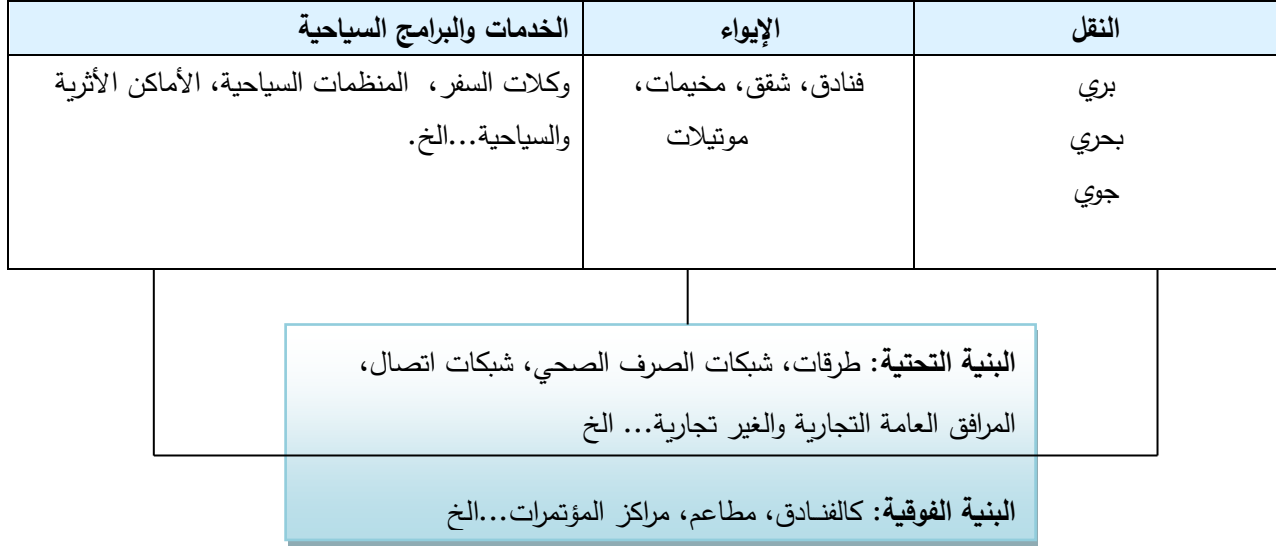 النقل
الإيواء
الخدمات والبرامج السياحية
بري
بحري
جوي
فنادق، شقق، مخيمات،
موتيلات
وكلات السفر، المنظمات السياحية، الأماكن الأثرية
والسياحية...الخ.
البنية التحتية: طرقات، شبكات الصرف الصحي، شبكات اتصال،
المرافق العامة التجارية والغير تجارية... الخ
البنية الفوقية: كالفنادق، مطاعم، مراكز المؤتمرات...الخ